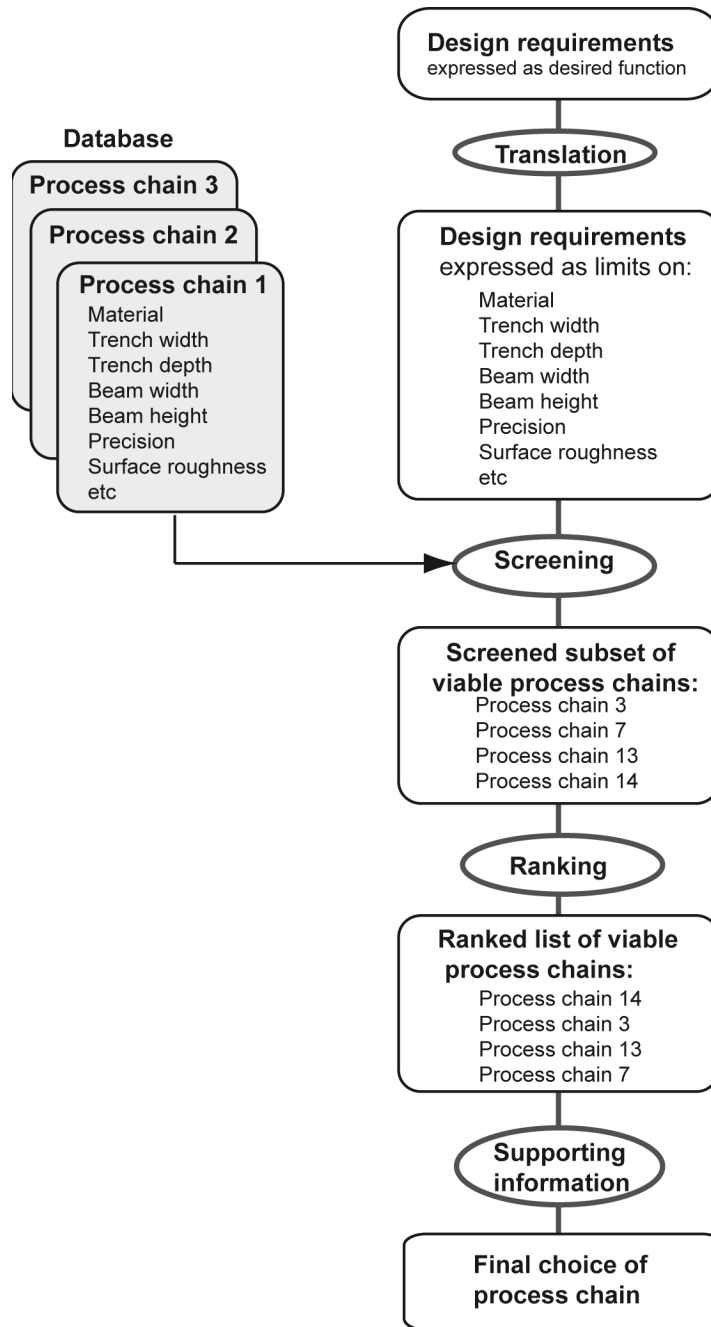 Design requirements
expressed as desired function
Translation
Database
Process chain 3
Process chain 2
Process chain 1
Material
Trench width
Trench depth
Beam width
Beam height
Precision
Surface roughness
etc
Design requirements
expressed as limits on:
Material
Trench width
Trench depth
Beam width
Beam height
Precision
Surface roughness
etc
Screening
Screened subset of
viable process chains:
Process chain 3
Process chain 7
Process chain 13
Process chain 14
Ranking
Ranked list of viable
process chains:
Process chain 14
Process chain 3
Process chain 13
Process chain 7
Supporting
information
Final choice of
process chain